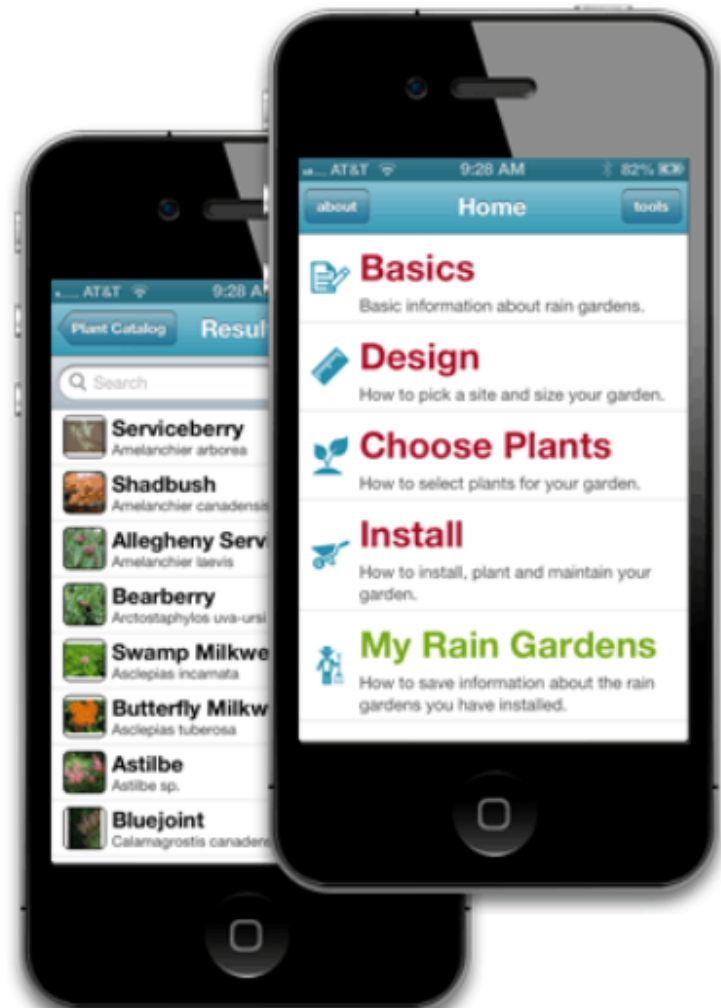 AT&T 9:28 AM 82%
about Home tools
Basics
Basic information about rain gardens.
Design
How to pick a site and size your garden.
Choose Plants
How to select plants for your garden.
Install
How to install, plant and maintain your
garden.
My Rain Gardens
How to save information about the rain
gardens you have installed.
AT&T 9:28 A
Plant Catalog Resul
Search
Serviceberry
Amelanchier arborea
Shadbush
Amelanchier canadensis
Allegheny Servi
Amelanchier laevis
Bearberry
Arctostaphylos uva-ursi
Swamp Milkwe
Asclepias incarnata
Butterfly Milkw
Asclepias tuberosa
Astilbe
Astilbe sp.
Bluejoint
Calamagrostis canadens